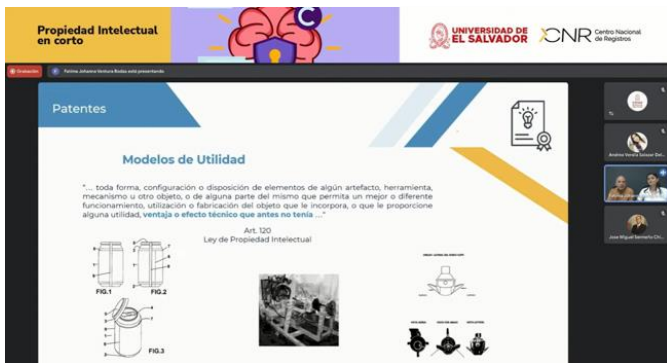 Propiedad Intelectual
en corto
C
UNIVERSIDAD DE
EL SALVADOR
CNR Centro Nacional
de Registros
Grabación
Fatima Johanna Ventura Rodas está presentando
Patentes
Modelos de Utilidad
"... toda forma, configuración o disposición de elementos de algún artefacto, herramienta,
mecanismo u otro objeto, o de alguna parte del mismo que permita un mejor o diferente
funcionamiento, utilización o fabricación del objeto que le incorpora, o que le proporcione
alguna utilidad, ventaja o efecto técnico que antes no tenía ...."
Art. 120
Ley de Propiedad Intelectual
FIG.1
FIG.2
FIG.3